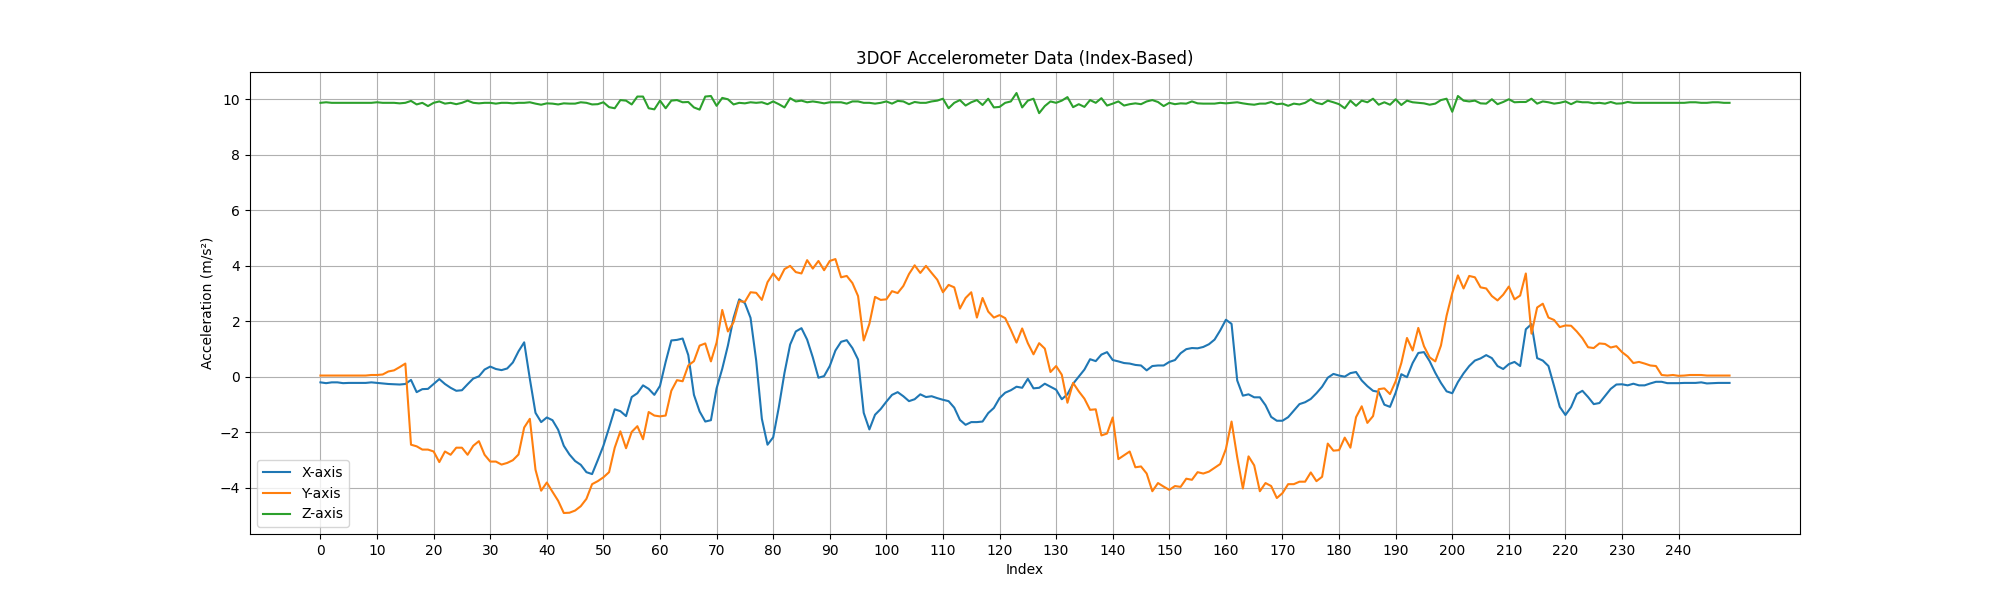 3DOF Accelerometer Data (Index-Based)
Acceleration (m/s²)
10
8
6
4
2
0
−2
−4
X-axis
Y-axis
Z-axis
0 10 20 30 40 50 60 70 80 90 100 110 120 130 140 150 160 170 180 190 200 210 220 230 240
Index